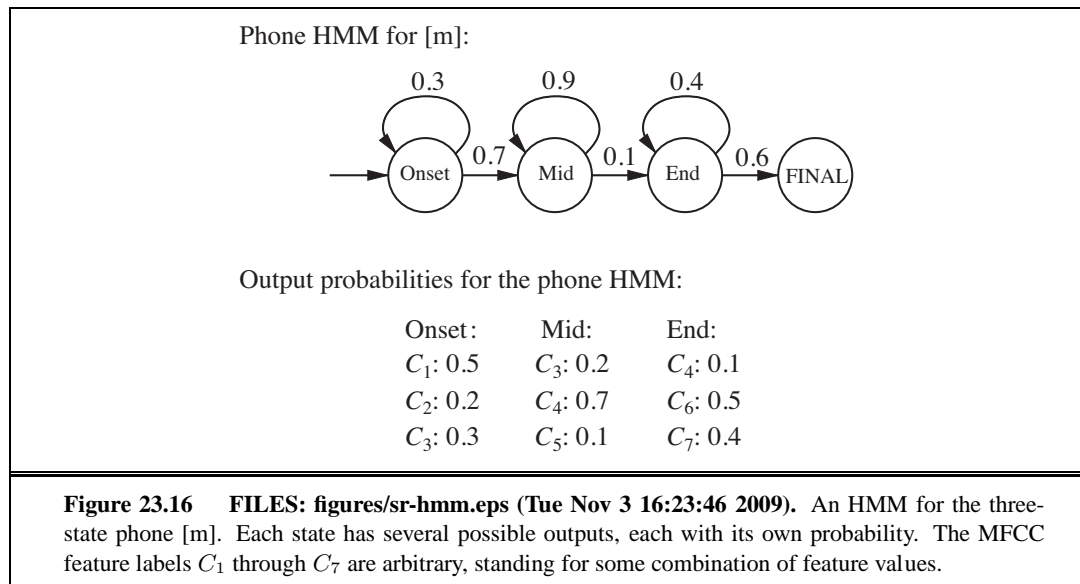 Phone HMM for [m]:
0.3 0.9 0.4
0.7 0.1 0.6
Onset Mid End FINAL
Output probabilities for the phone HMM:
Onset: Mid: End:
C1: 0.5 C3: 0.2 C4: 0.1
C2: 0.2 C4: 0.7 C6: 0.5
C3: 0.3 C5: 0.1 C7: 0.4
Figure 23.16 FILES: figures/sr-hmm.eps (Tue Nov 3 16:23:46 2009). An HMM for the three-
state phone [m]. Each state has several possible outputs, each with its own probability. The MFCC
feature labels C1 through C7 are arbitrary, standing for some combination of feature values.